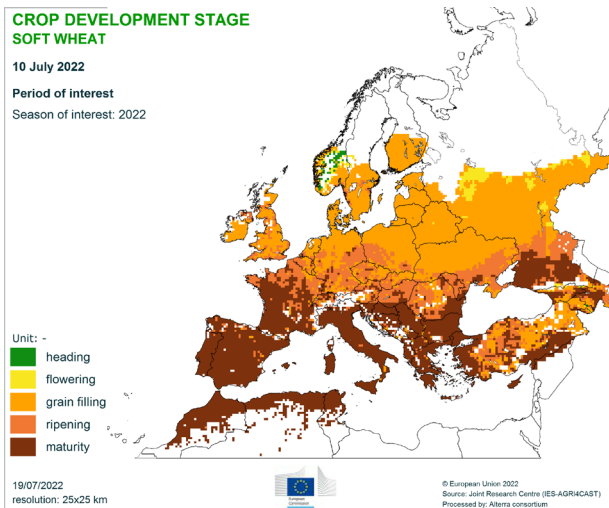 CROP DEVELOPMENT STAGE
SOFT WHEAT
10 July 2022
Period of interest
Season of interest: 2022
Unit: -
heading
flowering
grain filling
ripening
maturity
19/07/2022
resolution: 25x25 km
European
Commission
© European Union 2022
Source: Joint Research Centre (IES-AGRI4CAST)
Processed by: Alterra consortium